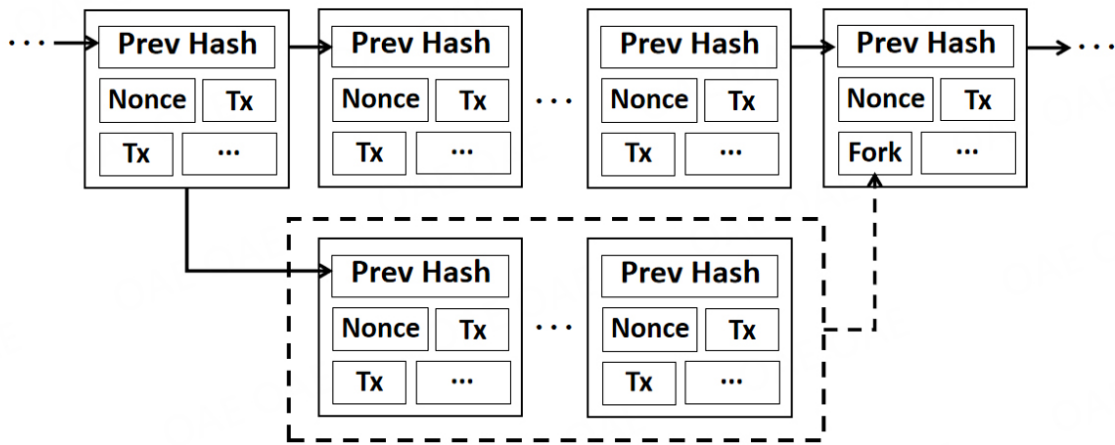 ... Prev Hash Prev Hash Prev Hash Prev Hash ...
Nonce Tx Nonce Tx ... Nonce Tx Nonce Tx
Tx ... Tx ... Tx ... Fork ...
Prev Hash Prev Hash
Nonce Tx Nonce Tx
...
Tx ... Tx ...